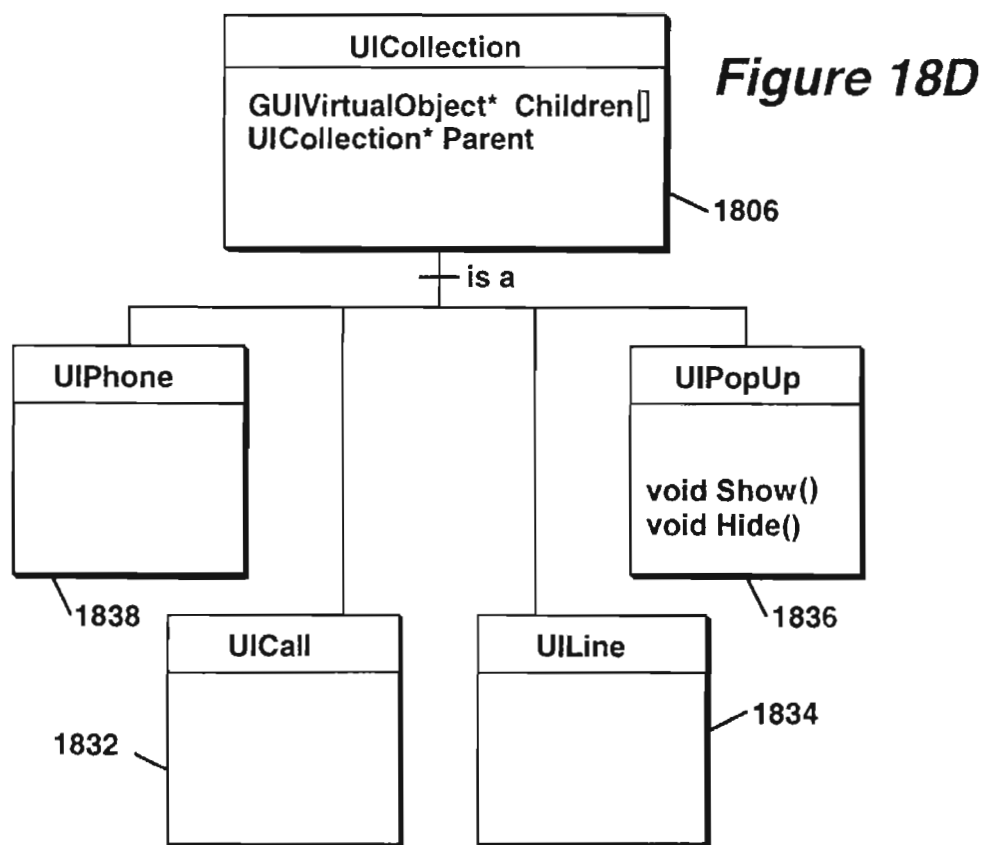 UICollection
Figure 18D
GUIVirtualObject* Children[]
UICollection* Parent
1806
is a
UIPhone
UIPopUp
void Show()
void Hide()
1838
1836
UICall
UILine
1832
1834